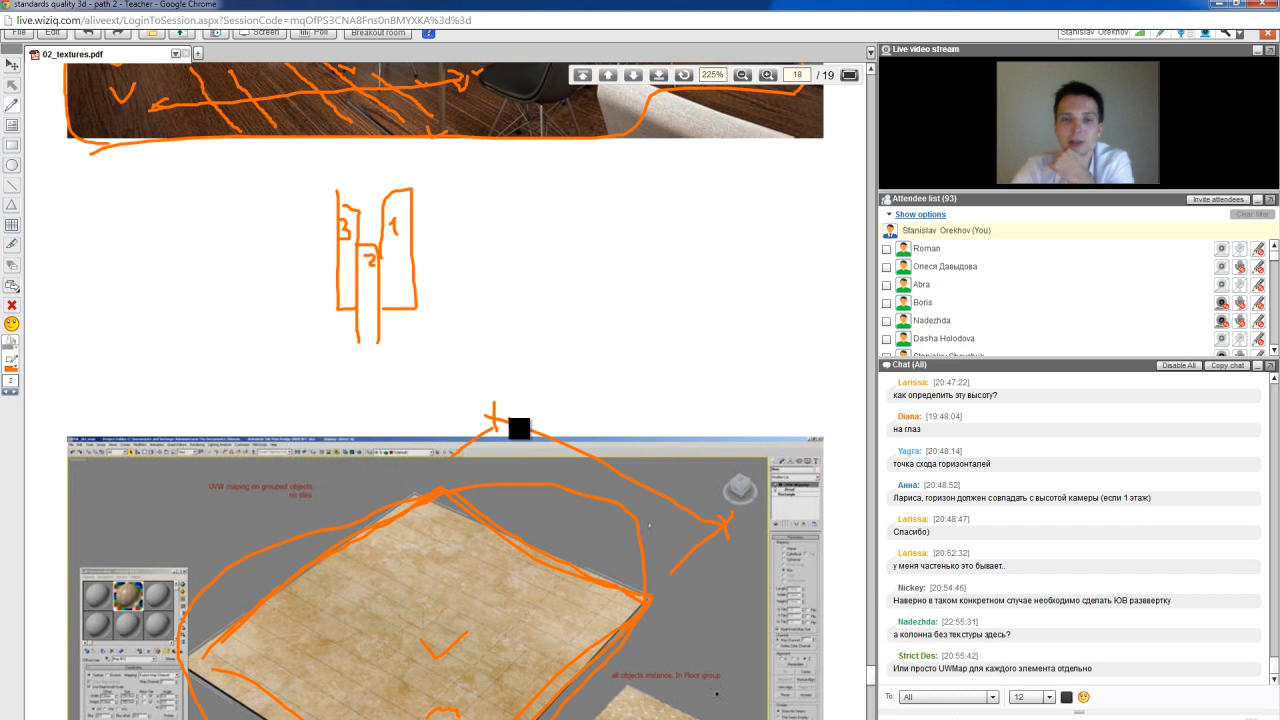 standards quality 3d - path 2 - Teacher - Google Chrome
live.wiziq.com/aliveext/LoginToSession.aspx?SessionCode=mqOfPS3CNA8Fns0nBMYXKA%3d%3d
File Edit Screen Poll Breakout room ? Stanislav Orekhov
02_textures.pdf
225% 18 / 19
3 2 1
UVW maping on grouped objects
no tiles
all objects instance. In Floor group
2
Live video stream
Attendee list (93) Invite attendees
Show options Clear filter
Stanislav Orekhov (You)
Roman
Олеся Давыдова
Abra
Boris
Nadezhda
Dasha Holodova
Chat (All) Disable All Copy chat
Larissa: [20:47:22]
как определить эту высоту?
Diana: [19:48:04]
на глаз
Yagra: [20:48:14]
точка схода горизонталей
Анна: [20:48:52]
Лариса, горизон должен совпадать с высотой камеры (если 1 этаж)
Larissa: [20:48:47]
Спасибо)
Larissa: [20:52:32]
у меня частенько это бывает..
Nickey: [20:54:46]
Наверно в таком конкретном случае необходимо сделать ЮВ разввертку
Nadezhda: [22:55:31]
а колонна без текстуры здесь?
Strict Des: [20:55:42]
Или просто UWMap для каждого элемента отдельно
To: All 12